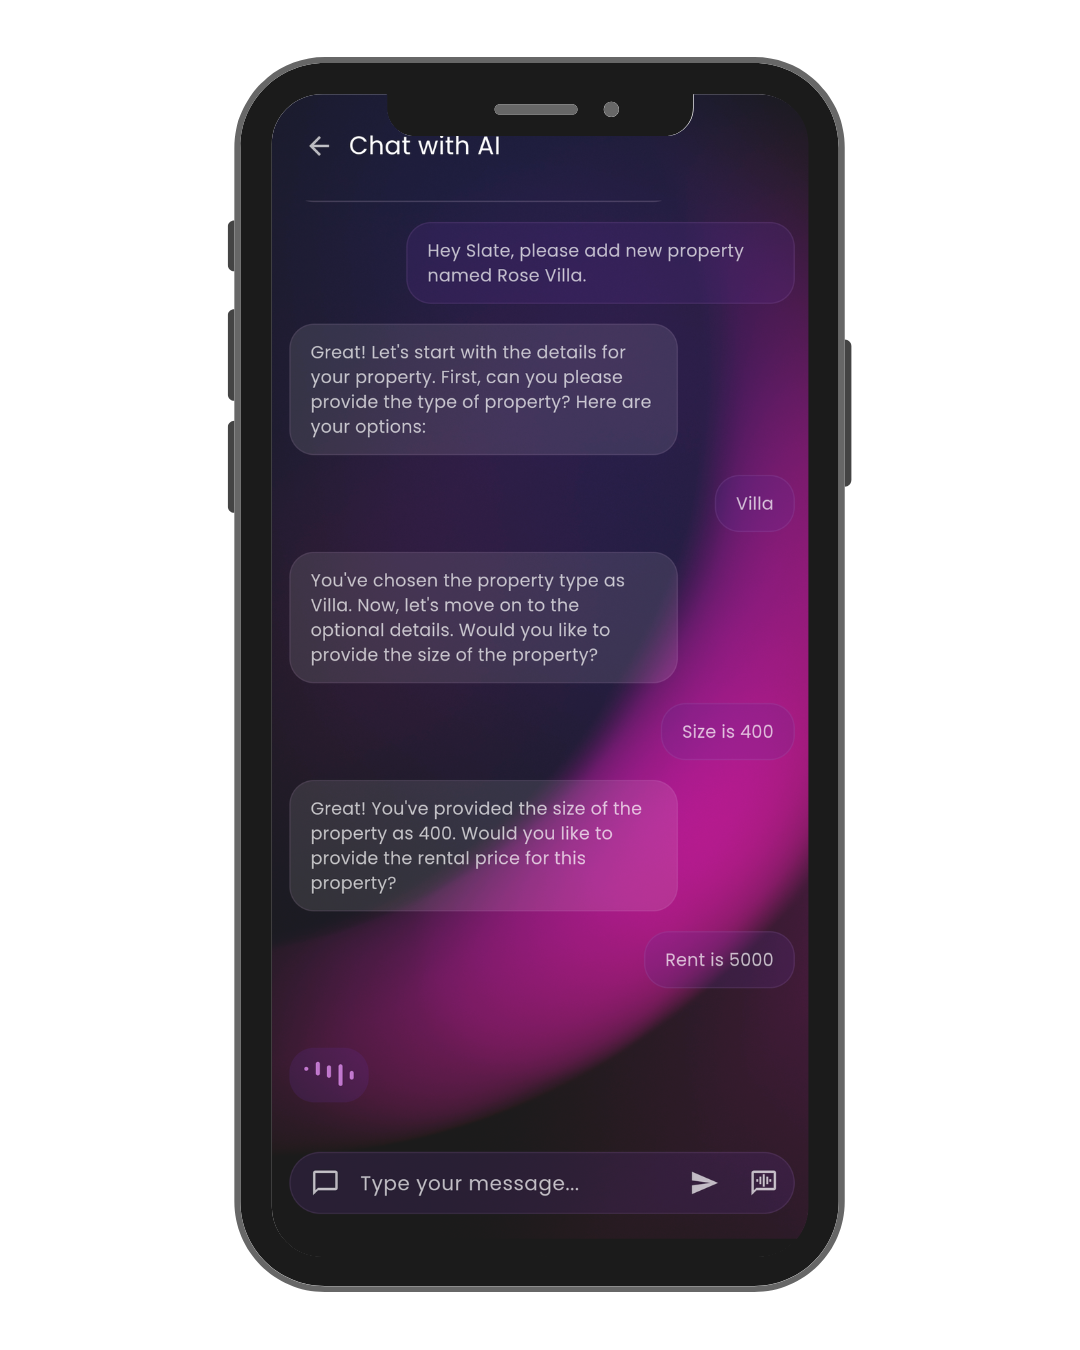 Chat with AI
Hey Slate, please add new property
named Rose Villa.
Great! Let's start with the details for
your property. First, can you please
provide the type of property? Here are
your options:
Villa
You've chosen the property type as
Villa. Now, let's move on to the
optional details. Would you like to
provide the size of the property?
Size is 400
Great! You've provided the size of the
property as 400. Would you like to
provide the rental price for this
property?
Rent is 5000
Type your message...